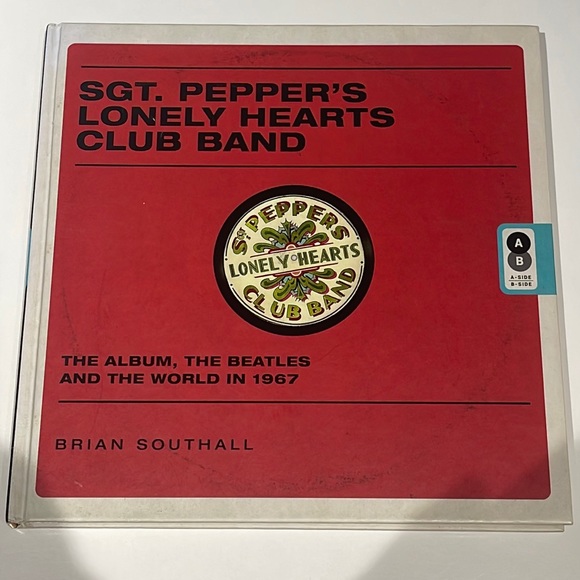 SGT. PEPPER'S
LONELY HEARTS
CLUB BAND
SGT. PEPPERS
LONELY HEARTS
CLUB BAND
A
B
A-SIDE
B-SIDE
THE ALBUM, THE BEATLES
AND THE WORLD IN 1967
BRIAN SOUTHALL